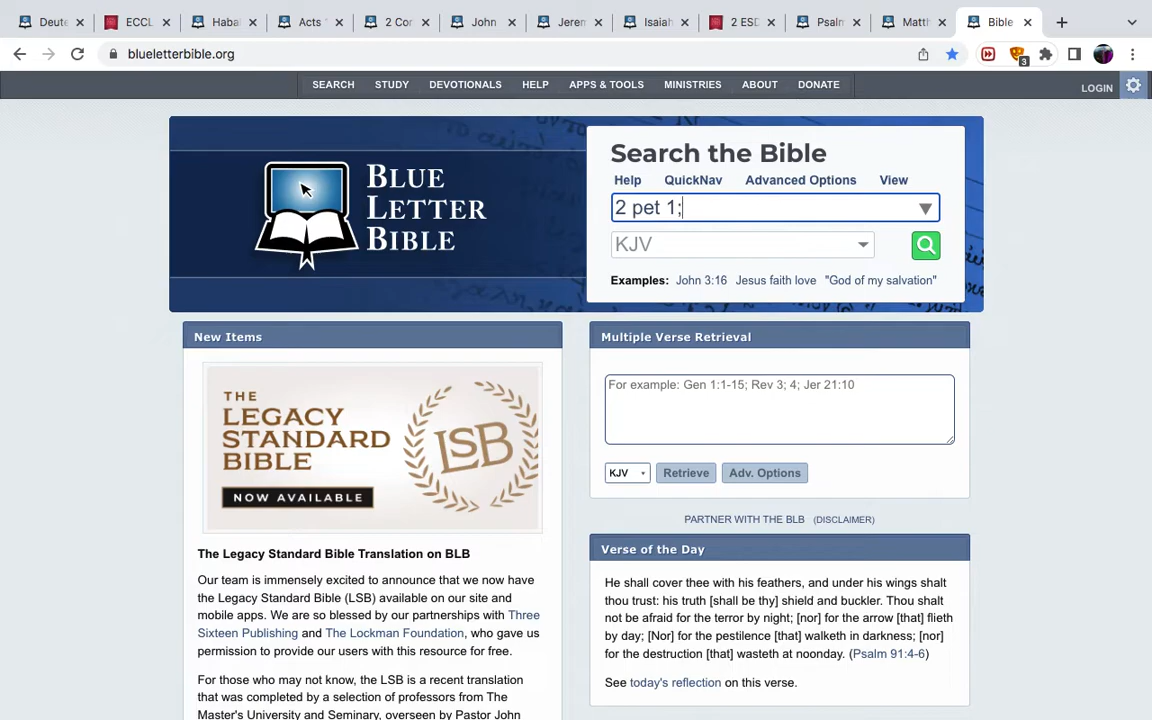 Deute
ECCL
Habal
Acts 1
2 Cor
John
Jerem
Isaiah
2 ESD
Psalm
Matth
Bible
blueletterbible.org
3
SEARCH STUDY DEVOTIONALS HELP APPS & TOOLS MINISTRIES ABOUT DONATE
LOGIN
BLUE
LETTER
BIBLE
Search the Bible
Help QuickNav Advanced Options View
2 pet 1;
KJV
Examples: John 3:16 Jesus faith love "God of my salvation"
New Items
THE
LEGACY
STANDARD
BIBLE
NOW AVAILABLE
LSB
The Legacy Standard Bible Translation on BLB
Our team is immensely excited to announce that we now have
the Legacy Standard Bible (LSB) available on our site and
mobile apps. We are so blessed by our partnerships with Three
Sixteen Publishing and The Lockman Foundation, who gave us
permission to provide our users with this resource for free.
For those who may not know, the LSB is a recent translation
that was completed by a selection of professors from The
Master's University and Seminary, overseen by Pastor John
Multiple Verse Retrieval
For example: Gen 1:1-15; Rev 3; 4; Jer 21:10
KJV Retrieve Adv. Options
PARTNER WITH THE BLB (DISCLAIMER)
Verse of the Day
He shall cover thee with his feathers, and under his wings shalt
thou trust: his truth [shall be thy] shield and buckler. Thou shalt
not be afraid for the terror by night; [nor] for the arrow [that] flieth
by day; [Nor] for the pestilence [that] walketh in darkness; [nor]
for the destruction [that] wasteth at noonday. (Psalm 91:4-6)
See today's reflection on this verse.